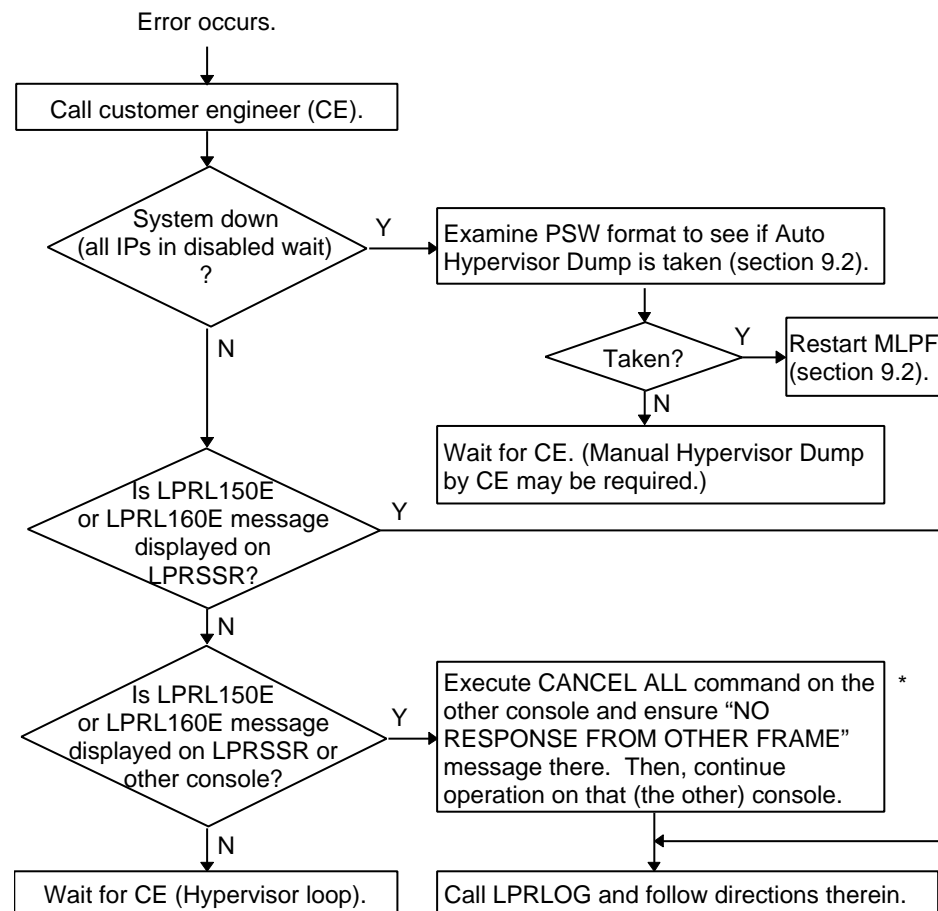 Error occurs.
Call customer engineer (CE).
System down
(all IPs in disabled wait)
?
Y
Examine PSW format to see if Auto
Hypervisor Dump is taken (section 9.2).
N
Taken?
Y
Restart MLPF
(section 9.2).
N
Wait for CE. (Manual Hypervisor Dump
by CE may be required.)
Is LPRL150E
or LPRL160E message
displayed on
LPRSSR?
Y
N
Is LPRL150E
or LPRL160E message
displayed on LPRSSR or
other console?
Y
Execute CANCEL ALL command on the
other console and ensure “NO
RESPONSE FROM OTHER FRAME”
message there. Then, continue
operation on that (the other) console.
*
N
Wait for CE (Hypervisor loop).
Call LPRLOG and follow directions therein.